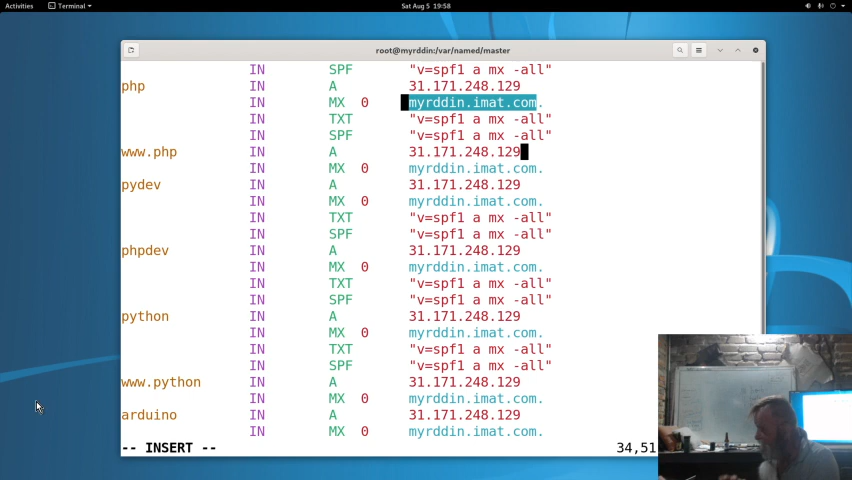 Activities Terminal Sat Aug 5 19:58
root@myrddin:/var/named/master
IN SPF "v=spf1 a mx -all"
php IN A 31.171.248.129
IN MX 0 myrddin.imat.com.
IN TXT "v=spf1 a mx -all"
IN SPF "v=spf1 a mx -all"
www.php IN A 31.171.248.129
IN MX 0 myrddin.imat.com.
pydev IN A 31.171.248.129
IN MX 0 myrddin.imat.com.
IN TXT "v=spf1 a mx -all"
IN SPF "v=spf1 a mx -all"
phpdev IN A 31.171.248.129
IN MX 0 myrddin.imat.com.
IN TXT "v=spf1 a mx -all"
IN SPF "v=spf1 a mx -all"
python IN A 31.171.248.129
IN MX 0 myrddin.imat.com.
IN TXT "v=spf1 a mx -all"
IN SPF "v=spf1 a mx -all"
www.python IN A 31.171.248.129
IN MX 0 myrddin.imat.com.
arduino IN A 31.171.248.129
IN MX 0 myrddin.imat.com.
-- INSERT -- 34,51